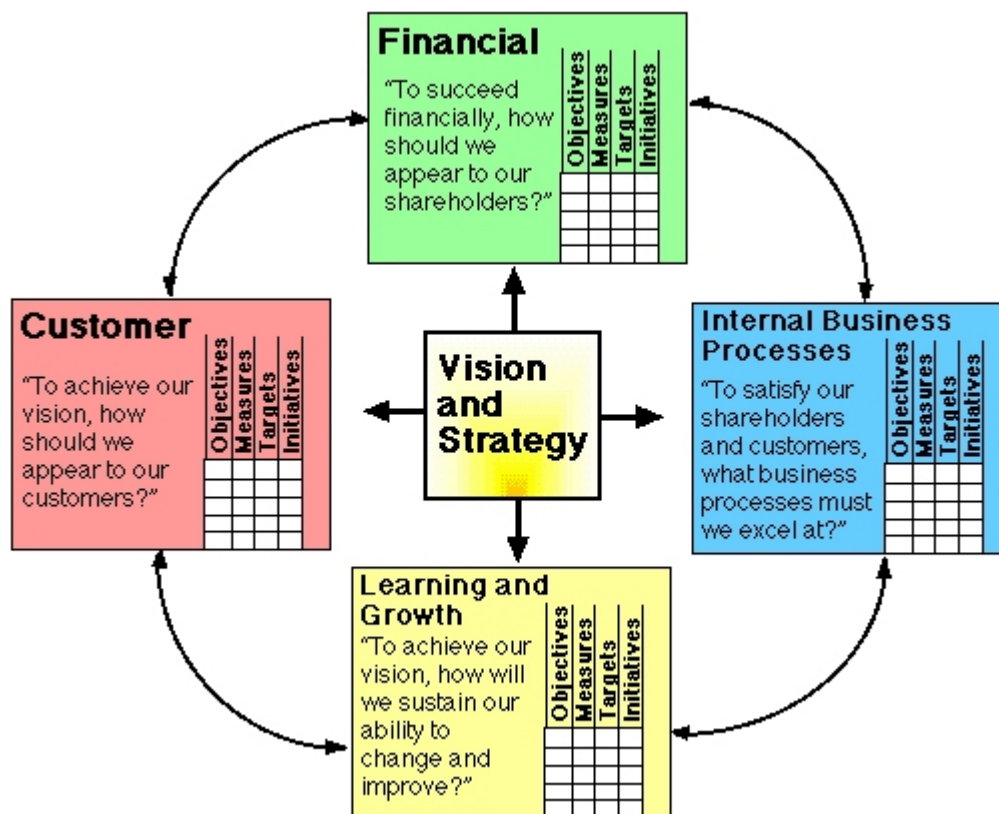 Financial
“To succeed
financially, how
should we
appear to our
shareholders?”
Objectives
Measures
Targets
Initiatives
Customer
“To achieve our
vision, how
should we
appear to our
customers?”
Objectives
Measures
Targets
Initiatives
Vision
and
Strategy
Internal Business
Processes
“To satisfy our
shareholders
and customers,
what business
processes must
we excel at?”
Objectives
Measures
Targets
Initiatives
Learning and
Growth
“To achieve our
vision, how will
we sustain our
ability to
change and
improve?”
Objectives
Measures
Targets
Initiatives